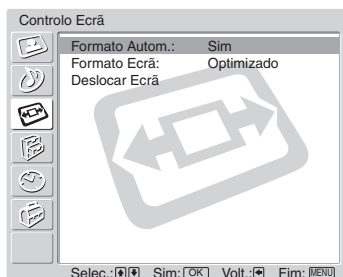 Controlo Ecrã
Formato Autom.: Sim
Formato Ecrã: Optimizado
Deslocar Ecrã
Selec.: Sim: OK Volt.: Fim: MENU